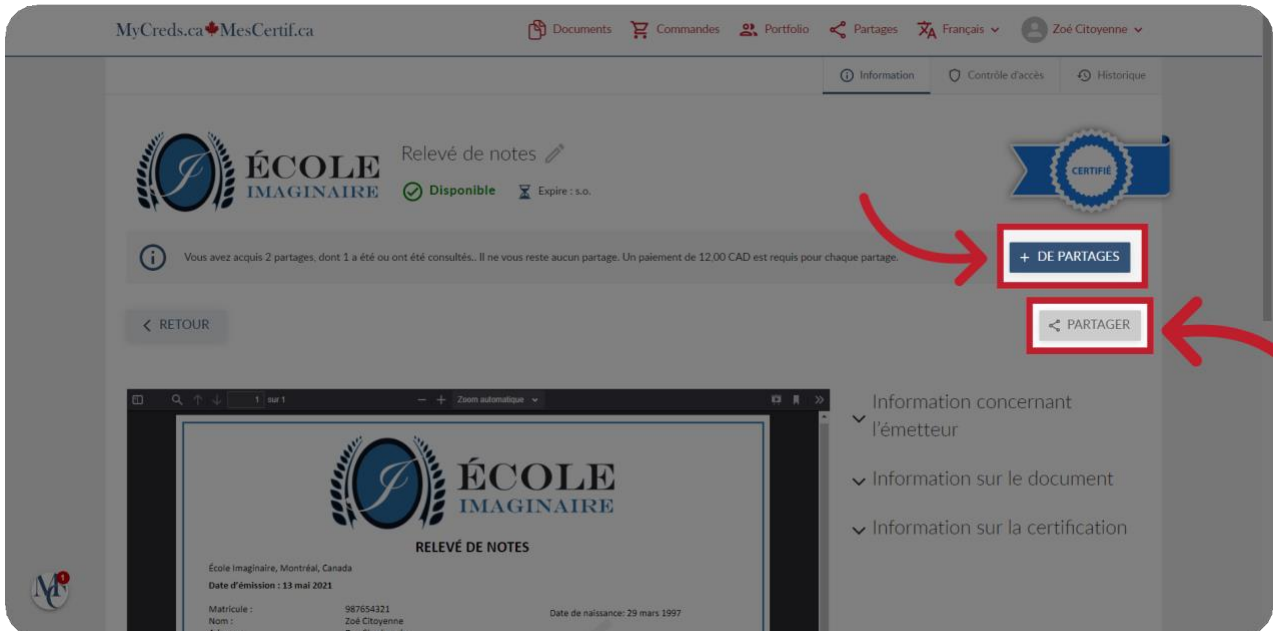 MyCreds.ca MesCertif.ca
Documents Commandes Portfolio Partages Français Zoé Citoyenne
Information Contrôle d'accès Historique
ÉCOLE
IMAGINAIRE
Relevé de notes
Disponible Expire : s.o.
CERTIFIÉ
Vous avez acquis 2 partages, dont 1 a été ou ont été consultés.. Il ne vous reste aucun partage. Un paiement de 12,00 CAD est requis pour chaque partage.
+ DE PARTAGES
RETOUR
PARTAGER
1 sur 1 Zoom automatique
ÉCOLE
IMAGINAIRE
RELEVÉ DE NOTES
École Imaginaire, Montréal, Canada
Date d'émission : 13 mai 2021
Matricule : 987654321
Date de naissance: 29 mars 1997
Nom : Zoé Citoyenne
Information concernant
l'émetteur
Information sur le document
Information sur la certification
MC
1